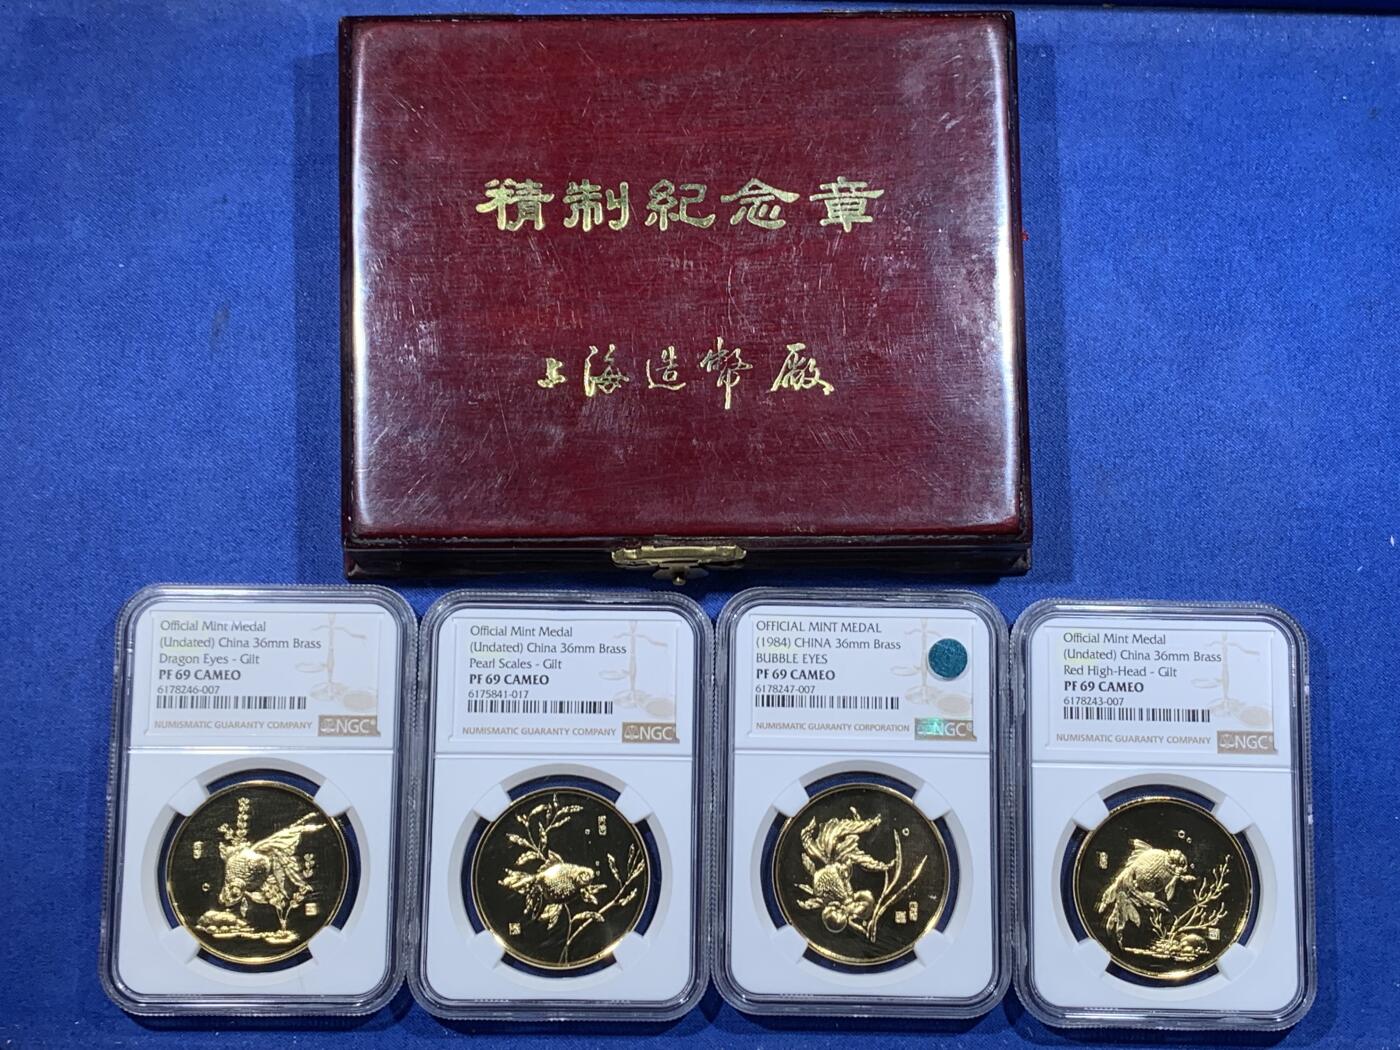 精制紀念章
上海造幣廠
Official Mint Medal
(Undated) China 36mm Brass
Dragon Eyes - Gilt
PF 69 CAMEO
6178246-007
NUMISMATIC GUARANTY COMPANY
NGC
Official Mint Medal
(Undated) China 36mm Brass
Pearl Scales - Gilt
PF 69 CAMEO
6175841-017
NUMISMATIC GUARANTY COMPANY
NGC
OFFICIAL MINT MEDAL
(1984) CHINA 36mm BRASS
BUBBLE EYES
PF 69 CAMEO
6178247-007
NUMISMATIC GUARANTY CORPORATION
NGC
Official Mint Medal
(Undated) China 36mm Brass
Red High-Head - Gilt
PF 69 CAMEO
6178243-007
NUMISMATIC GUARANTY COMPANY
NGC